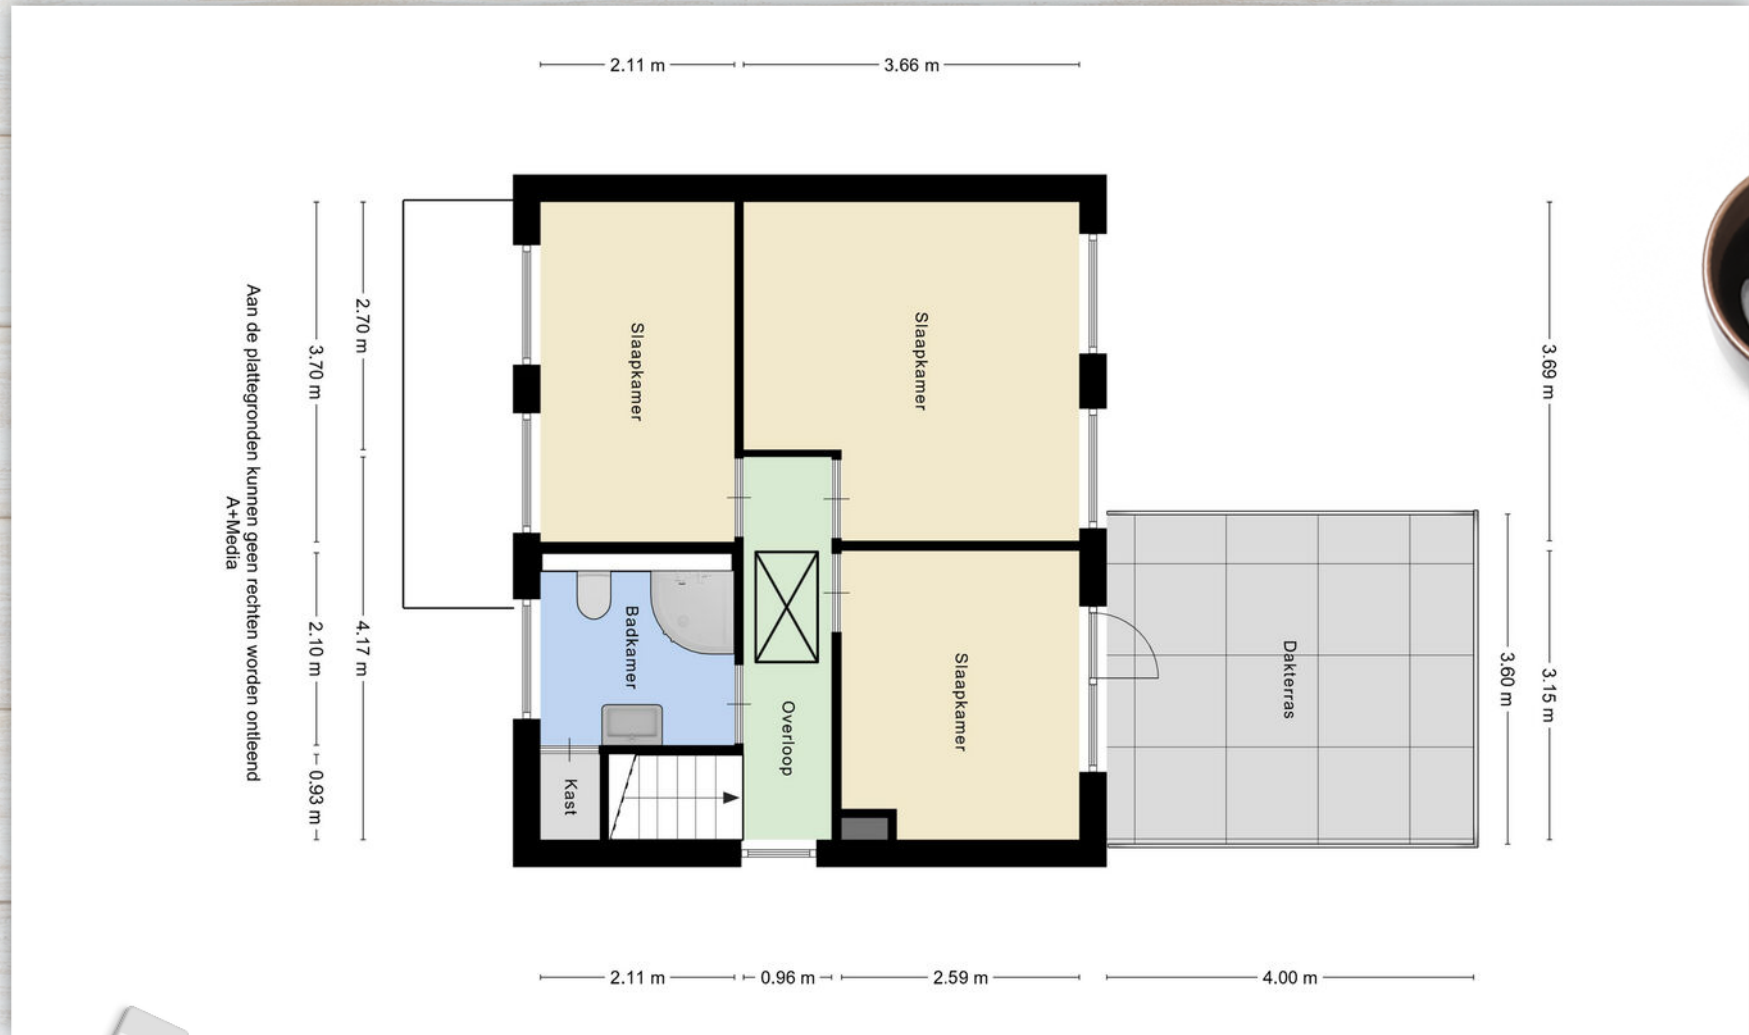 2.11 m
3.66 m
2.70 m
3.70 m
3.69 m
Slaapkamer
Slaapkamer
Aan de plattegronden kunnen geen rechten worden ontleend
A+Media
Badkamer
4.17 m
2.10 m
Overloop
Slaapkamer
Dakterras
3.60 m
3.15 m
Kast
0.93 m
2.11 m
0.96 m
2.59 m
4.00 m